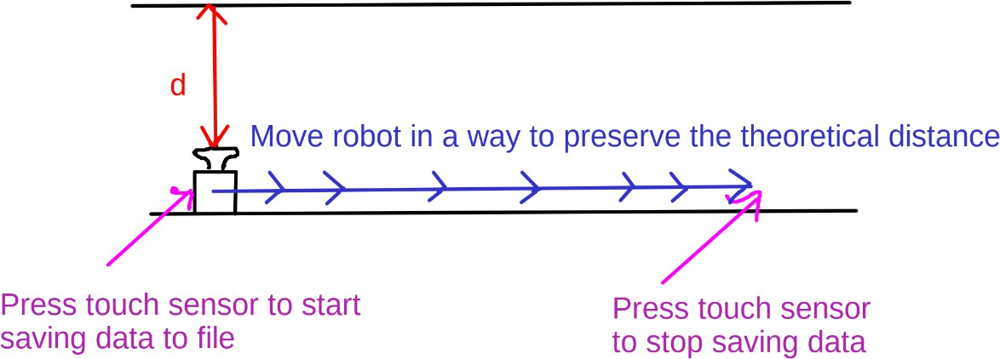 d
Move robot in a way to preserve the theoretical distance
Press touch sensor to start
saving data to file
Press touch sensor
to stop saving data